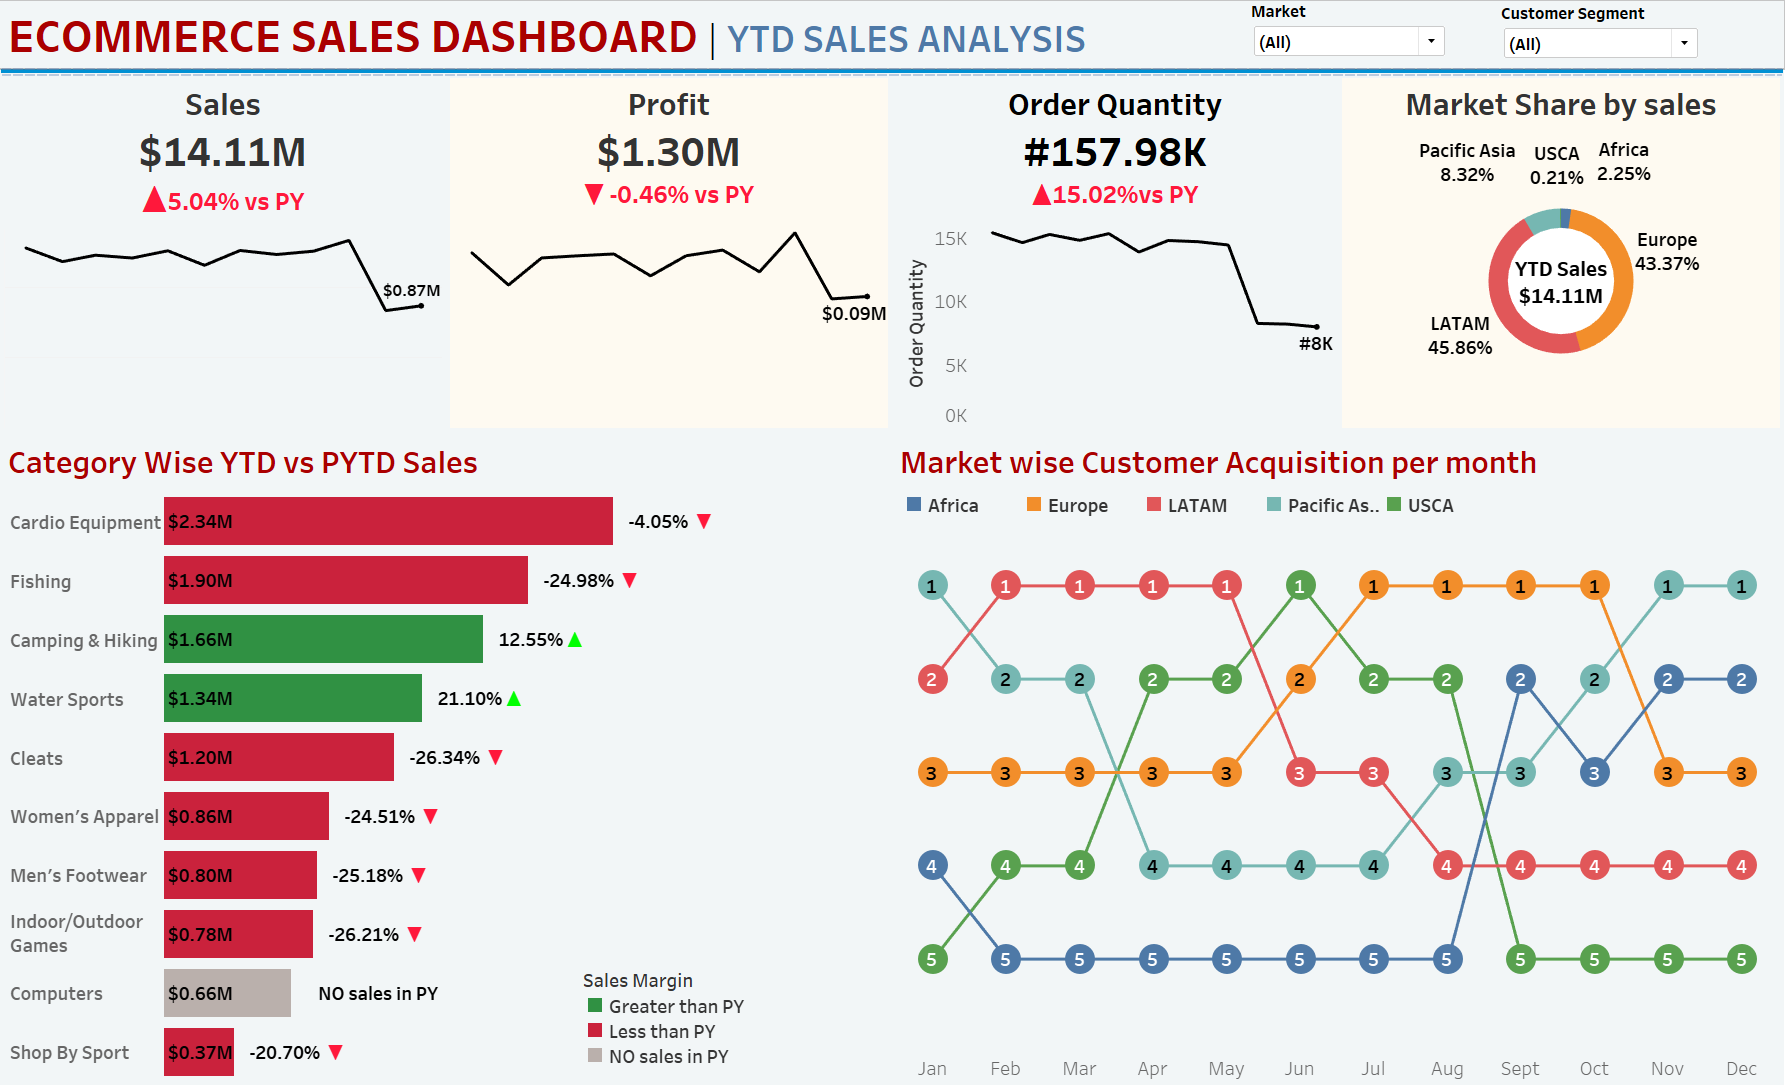 ECOMMERCE SALES DASHBOARD | YTD SALES ANALYSIS
Market
(All)
Customer Segment
(All)
Sales
$14.11M
▲5.04% vs PY
$0.87M
Profit
$1.30M
▼ -0.46% vs PY
$0.09M
Order Quantity
#157.98K
▲15.02%vs PY
Order Quantity
15K
10K
5K
0K
#8K
Market Share by sales
Pacific Asia
8.32%
USCA
0.21%
Africa
2.25%
Europe
43.37%
YTD Sales
$14.11M
LATAM
45.86%
Category Wise YTD vs PYTD Sales
Cardio Equipment $2.34M -4.05% ▼
Fishing $1.90M -24.98% ▼
Camping & Hiking $1.66M 12.55% ▲
Water Sports $1.34M 21.10% ▲
Cleats $1.20M -26.34% ▼
Women's Apparel $0.86M -24.51% ▼
Men's Footwear $0.80M -25.18% ▼
Indoor/Outdoor
Games $0.78M -26.21% ▼
Computers $0.66M NO sales in PY
Shop By Sport $0.37M -20.70% ▼
Sales Margin
Greater than PY
Less than PY
NO sales in PY
Market wise Customer Acquisition per month
Africa Europe LATAM Pacific As.. USCA
1 1 1 1 1 1 1 1 1 1 1 1
2 2 2 2 2 2 2 2 2 2 2 2
3 3 3 3 3 3 3 3 3 3 3 3
4 4 4 4 4 4 4 4 4 4 4 4
5 5 5 5 5 5 5 5 5 5 5 5
Jan Feb Mar Apr May Jun Jul Aug Sept Oct Nov Dec